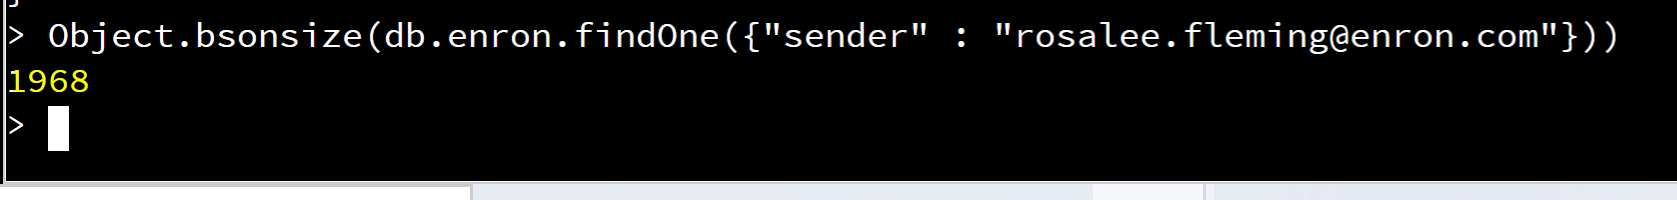 }
> Object.bsonsize(db.enron.findOne({"sender" : "rosalee.fleming@enron.com"}))
1968
>